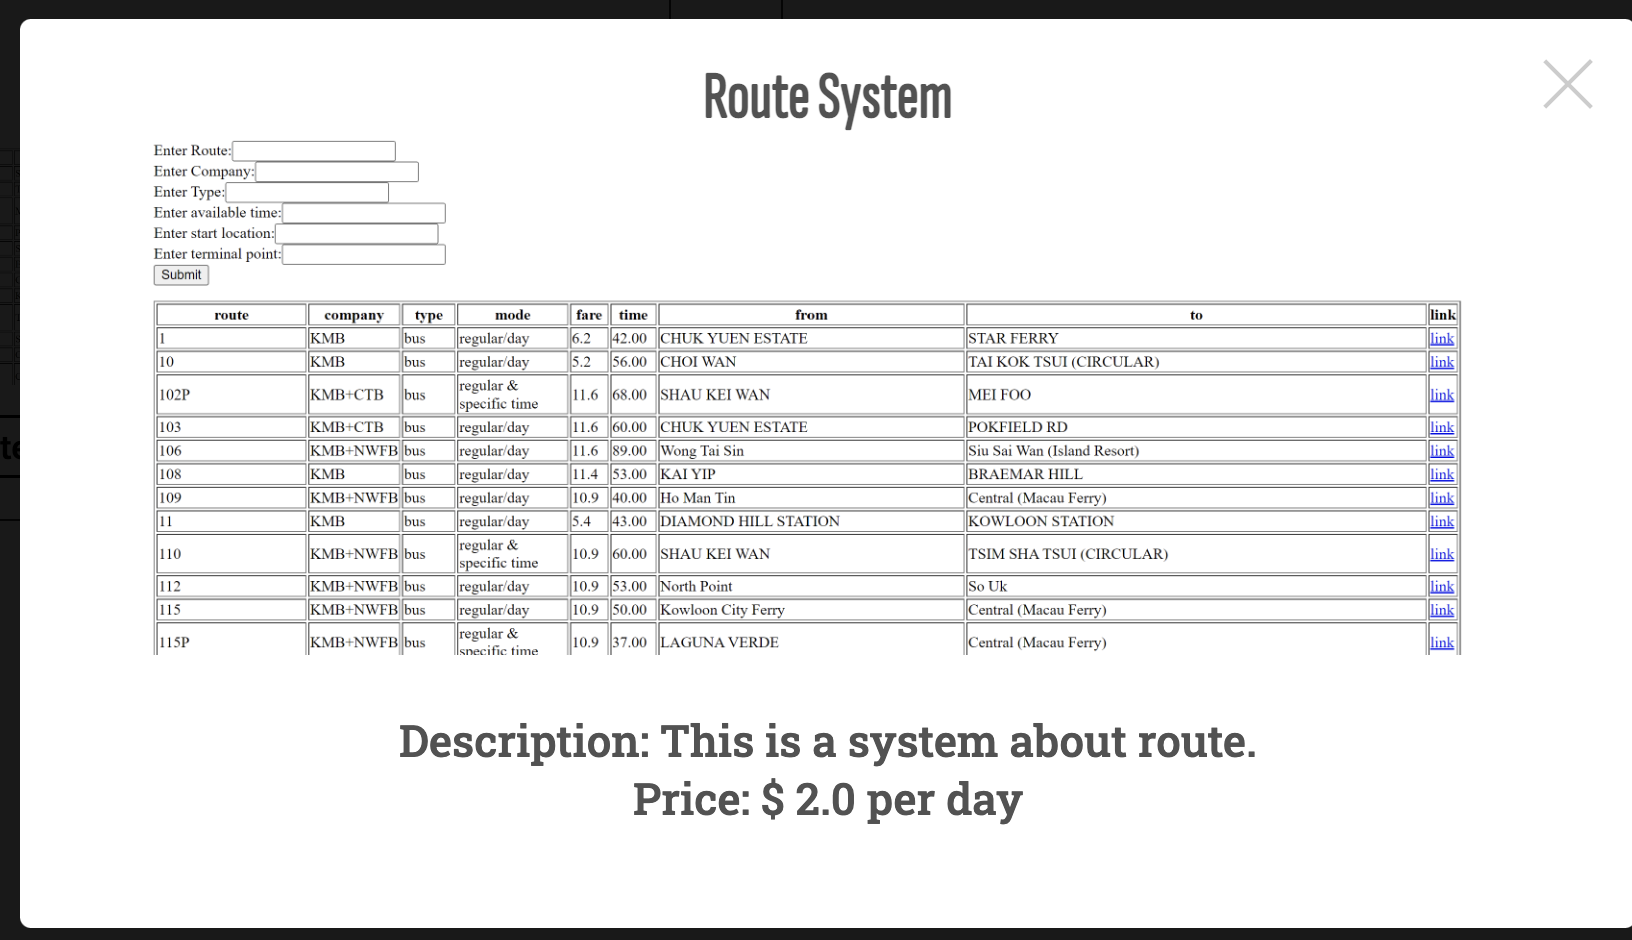 Route System
Enter Route:
Enter Company:
Enter Type:
Enter available time:
Enter start location:
Enter terminal point:
Submit
route company type mode fare time from to link
1 KMB bus regular/day 6.2 42.00 CHUK YUEN ESTATE STAR FERRY link
10 KMB bus regular/day 5.2 56.00 CHOI WAN TAI KOK TSUI (CIRCULAR) link
102P KMB+CTB bus regular & specific time 11.6 68.00 SHAU KEI WAN MEI FOO link
103 KMB+CTB bus regular/day 11.6 60.00 CHUK YUEN ESTATE POKFIELD RD link
106 KMB+NWFB bus regular/day 11.6 89.00 Wong Tai Sin Siu Sai Wan (Island Resort) link
108 KMB bus regular/day 11.4 53.00 KAI YIP BRAEMAR HILL link
109 KMB+NWFB bus regular/day 10.9 40.00 Ho Man Tin Central (Macau Ferry) link
11 KMB bus regular/day 5.4 43.00 DIAMOND HILL STATION KOWLOON STATION link
110 KMB+NWFB bus regular & specific time 10.9 60.00 SHAU KEI WAN TSIM SHA TSUI (CIRCULAR) link
112 KMB+NWFB bus regular/day 10.9 53.00 North Point So Uk link
115 KMB+NWFB bus regular/day 10.9 50.00 Kowloon City Ferry Central (Macau Ferry) link
115P KMB+NWFB bus regular & specific time 10.9 37.00 LAGUNA VERDE Central (Macau Ferry) link
Description: This is a system about route.
Price: $ 2.0 per day